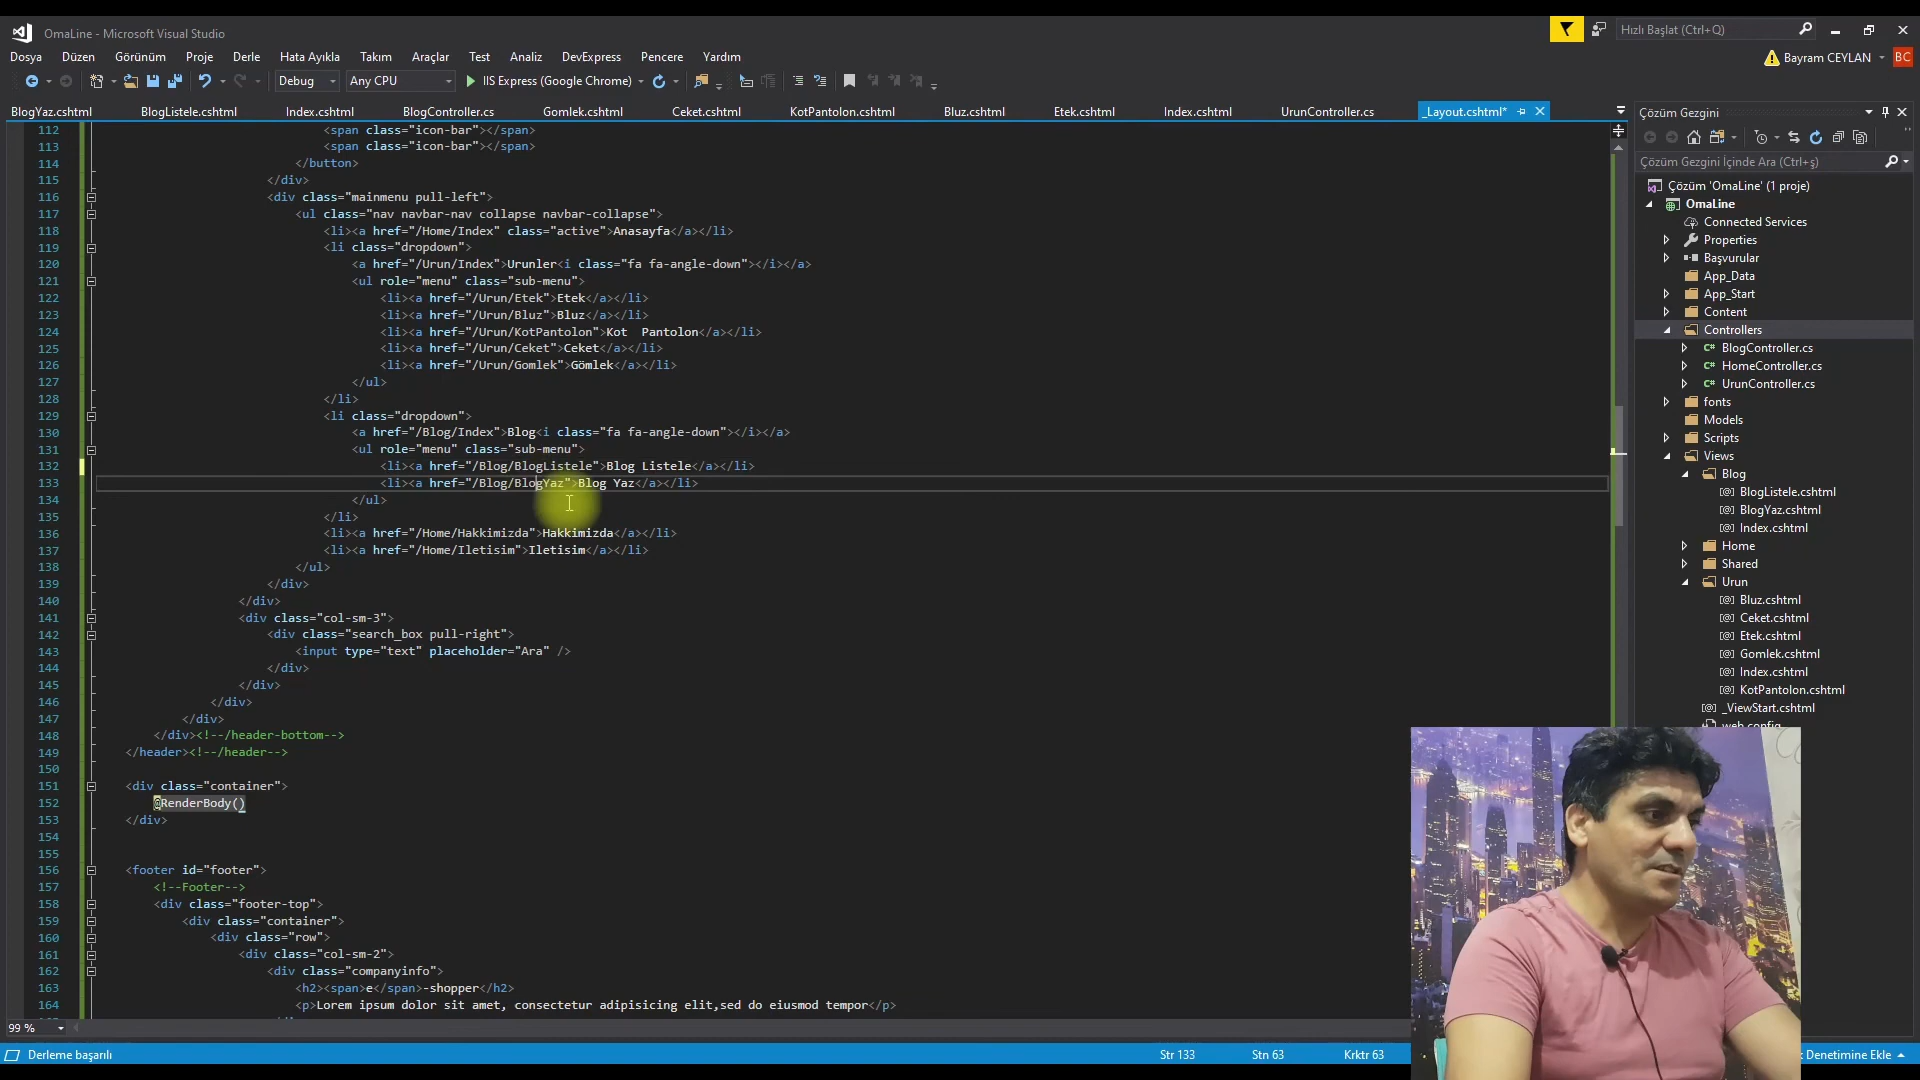 OmaLine - Microsoft Visual Studio
Hızlı Başlat (Ctrl+Q)
Dosya Düzen Görünüm Proje Derle Hata Ayıkla Takım Araçlar Test Analiz DevExpress Pencere Yardım
Bayram CEYLAN BC
Debug Any CPU IIS Express (Google Chrome)
BlogYaz.cshtml BlogListele.cshtml Index.cshtml BlogController.cs Gomlek.cshtml Ceket.cshtml KotPantolon.cshtml Bluz.cshtml Etek.cshtml Index.cshtml UrunController.cs _Layout.cshtml*
112 <span class="icon-bar"></span>
113 <span class="icon-bar"></span>
114 </button>
115 </div>
116 <div class="mainmenu pull-left">
117 <ul class="nav navbar-nav collapse navbar-collapse">
118 <li><a href="/Home/Index" class="active">Anasayfa</a></li>
119 <li class="dropdown">
120 <a href="/Urun/Index">Urunler<i class="fa fa-angle-down"></i></a>
121 <ul role="menu" class="sub-menu">
122 <li><a href="/Urun/Etek">Etek</a></li>
123 <li><a href="/Urun/Bluz">Bluz</a></li>
124 <li><a href="/Urun/KotPantolon">Kot  Pantolon</a></li>
125 <li><a href="/Urun/Ceket">Ceket</a></li>
126 <li><a href="/Urun/Gomlek">Gömlek</a></li>
127 </ul>
128 </li>
129 <li class="dropdown">
130 <a href="/Blog/Index">Blog<i class="fa fa-angle-down"></i></a>
131 <ul role="menu" class="sub-menu">
132 <li><a href="/Blog/BlogListele">Blog Listele</a></li>
133 <li><a href="/Blog/BlogYaz">Blog Yaz</a></li>
134 </ul>
135 </li>
136 <li><a href="/Home/Hakkimizda">Hakkimizda</a></li>
137 <li><a href="/Home/Iletisim">Iletisim</a></li>
138 </ul>
139 </div>
140 </div>
141 <div class="col-sm-3">
142 <div class="search_box pull-right">
143 <input type="text" placeholder="Ara" />
144 </div>
145 </div>
146 </div>
147 </div>
148 </div><!--/header-bottom-->
149 </header><!--/header-->
150
151 <div class="container">
152 @RenderBody()
153 </div>
154
155
156 <footer id="footer">
157 <!--Footer-->
158 <div class="footer-top">
159 <div class="container">
160 <div class="row">
161 <div class="col-sm-2">
162 <div class="companyinfo">
163 <h2><span>e</span>-shopper</h2>
164 <p>Lorem ipsum dolor sit amet, consectetur adipisicing elit,sed do eiusmod tempor</p>
99 %
Derleme başarılı Str 133 Stn 63 Krktr 63 Denetimine Ekle
Çözüm Gezgini
Çözüm Gezgini İçinde Ara (Ctrl+ş)
Çözüm 'OmaLine' (1 proje)
OmaLine
Connected Services
Properties
Başvurular
App_Data
App_Start
Content
Controllers
C# BlogController.cs
C# HomeController.cs
C# UrunController.cs
fonts
Models
Scripts
Views
Blog
[@] BlogListele.cshtml
[@] BlogYaz.cshtml
[@] Index.cshtml
Home
Shared
Urun
[@] Bluz.cshtml
[@] Ceket.cshtml
[@] Etek.cshtml
[@] Gomlek.cshtml
[@] Index.cshtml
[@] KotPantolon.cshtml
[@] _ViewStart.cshtml
web.config